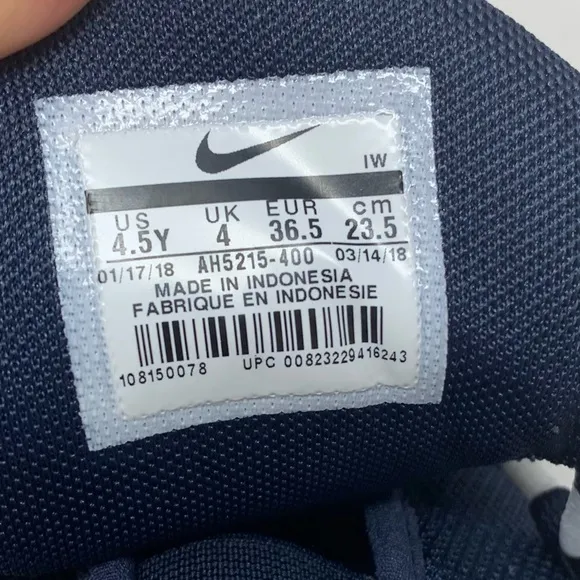 IW
US UK EUR cm
4.5Y 4 36.5 23.5
01/17/18 AH5215-400 03/14/18
MADE IN INDONESIA
FABRIQUE EN INDONESIE
108150078 UPC 00823229416243